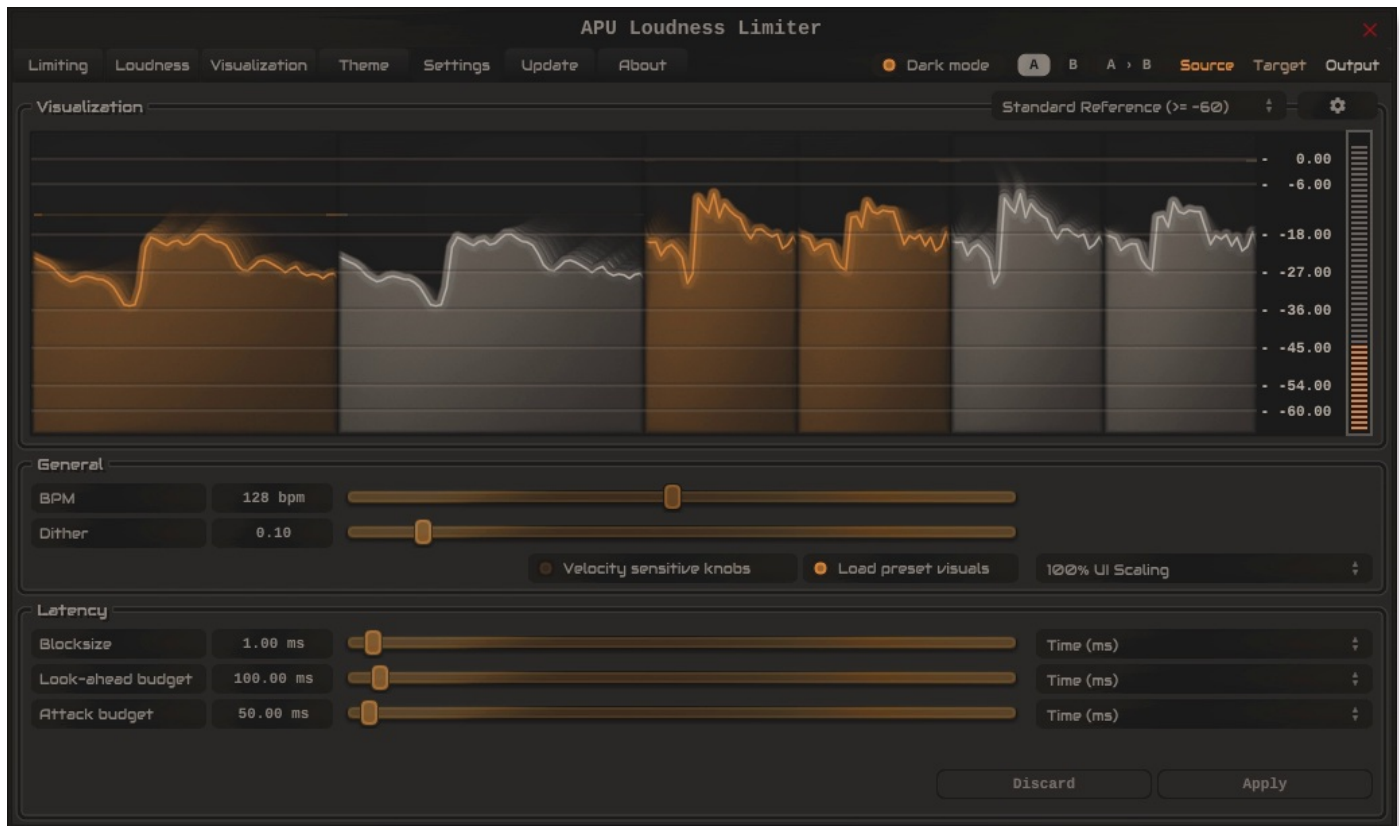 APU Loudness Limiter
Limiting Loudness Visualization Theme Settings Update About Dark mode A B A › B Source Target Output
Visualization Standard Reference (>= -60)
- 0.00
- -6.00
- -18.00
- -27.00
- -36.00
- -45.00
- -54.00
- -60.00
General
BPM 128 bpm
Dither 0.10
Velocity sensitive knobs Load preset visuals 100% UI Scaling
Latency
Blocksize 1.00 ms Time (ms)
Look-ahead budget 100.00 ms Time (ms)
Attack budget 50.00 ms Time (ms)
Discard Apply